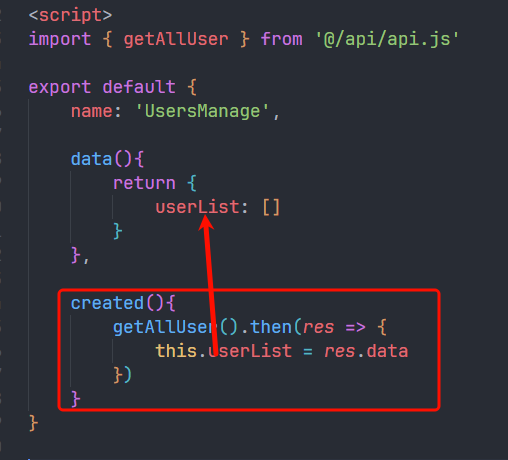 <script>
import { getAllUser } from '@/api/api.js'
export default {
name: 'UsersManage',
data(){
return {
userList: []
}
},
created(){
getAllUser().then(res => {
this.userList = res.data
})
}
}